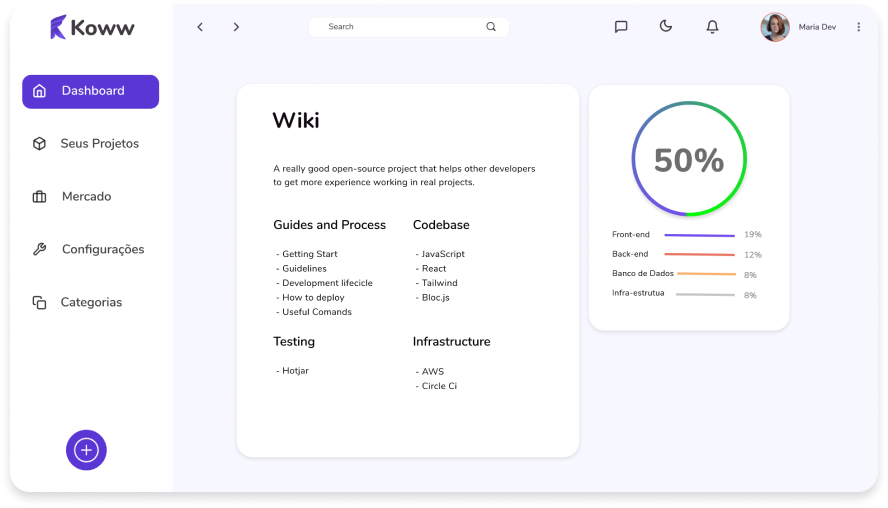 Koww
Search
Maria Dev
Dashboard
Seus Projetos
Mercado
Configurações
Categorias
Wiki
A really good open-source project that helps other developers
to get more experience working in real projects.
Guides and Process
- Getting Start
- Guidelines
- Development lifecicle
- How to deploy
- Useful Comands
Codebase
- JavaScript
- React
- Tailwind
- Bloc.js
Testing
- Hotjar
Infrastructure
- AWS
- Circle Ci
50%
Front-end 19%
Back-end 12%
Banco de Dados 8%
Infra-estrutua 8%